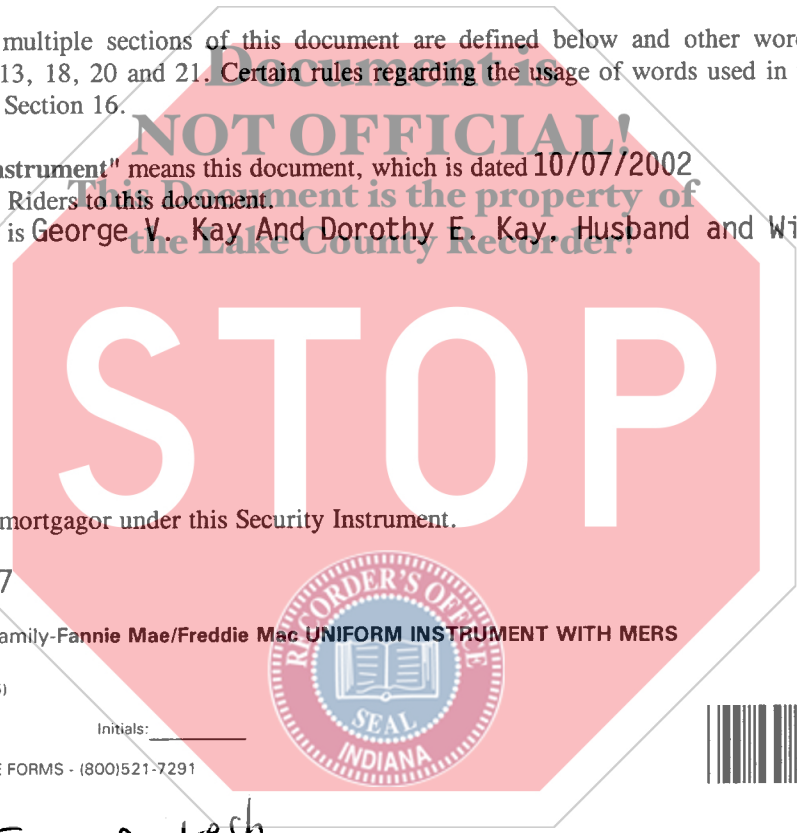 multiple sections of this document are defined below and other wor
Document is
13, 18, 20 and 21. Certain rules regarding the usage of words used in
Section 16.
NOT OFFICIAL!
nstrument" means this document, which is dated 10/07/2002
This Document is the property of
Riders to this document.
is George V. Kay And Dorothy E. Kay, Husband and Wi
the Lake County Recorder!
STOP
mortgagor under this Security Instrument.
7
RECORDER'S OFFICE
amily-Fannie Mae/Freddie Mac UNIFORM INSTRUMENT WITH MERS
SEAL
Initials:
INDIANA
FORMS - (800)521-7291